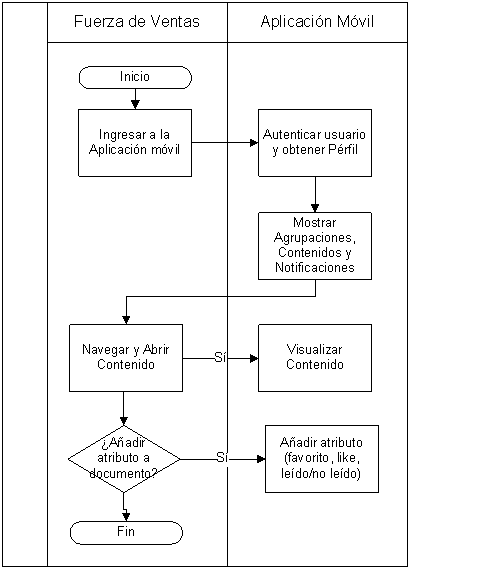 Fuerza de Ventas
Aplicación Móvil
Inicio
Ingresar a la
Aplicación móvil
Autenticar usuario
y obtener Pérfil
Mostrar
Agrupaciones,
Contenidos y
Notificaciones
Navegar y Abrir
Contenido
Sí
Visualizar
Contenido
¿Añadir
atributo a
documento?
Sí
Añadir atributo
(favorito, like,
leído/no leído)
Fin